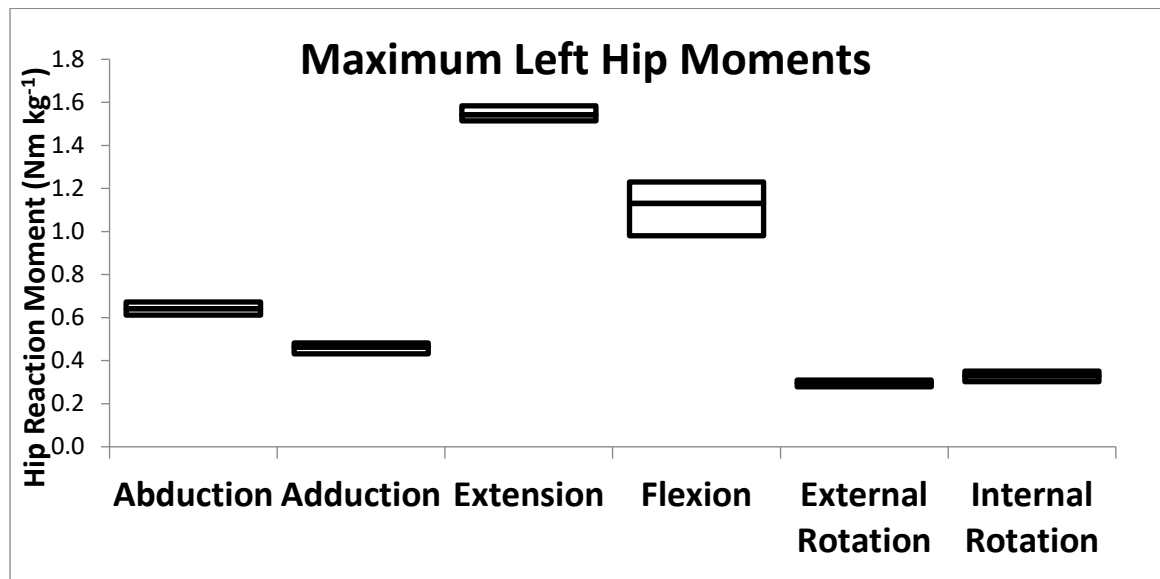 Maximum Left Hip Moments
Hip Reaction Moment (Nm kg⁻¹)
1.8
1.6
1.4
1.2
1.0
0.8
0.6
0.4
0.2
0.0
Abduction Adduction Extension Flexion External Internal
Rotation Rotation